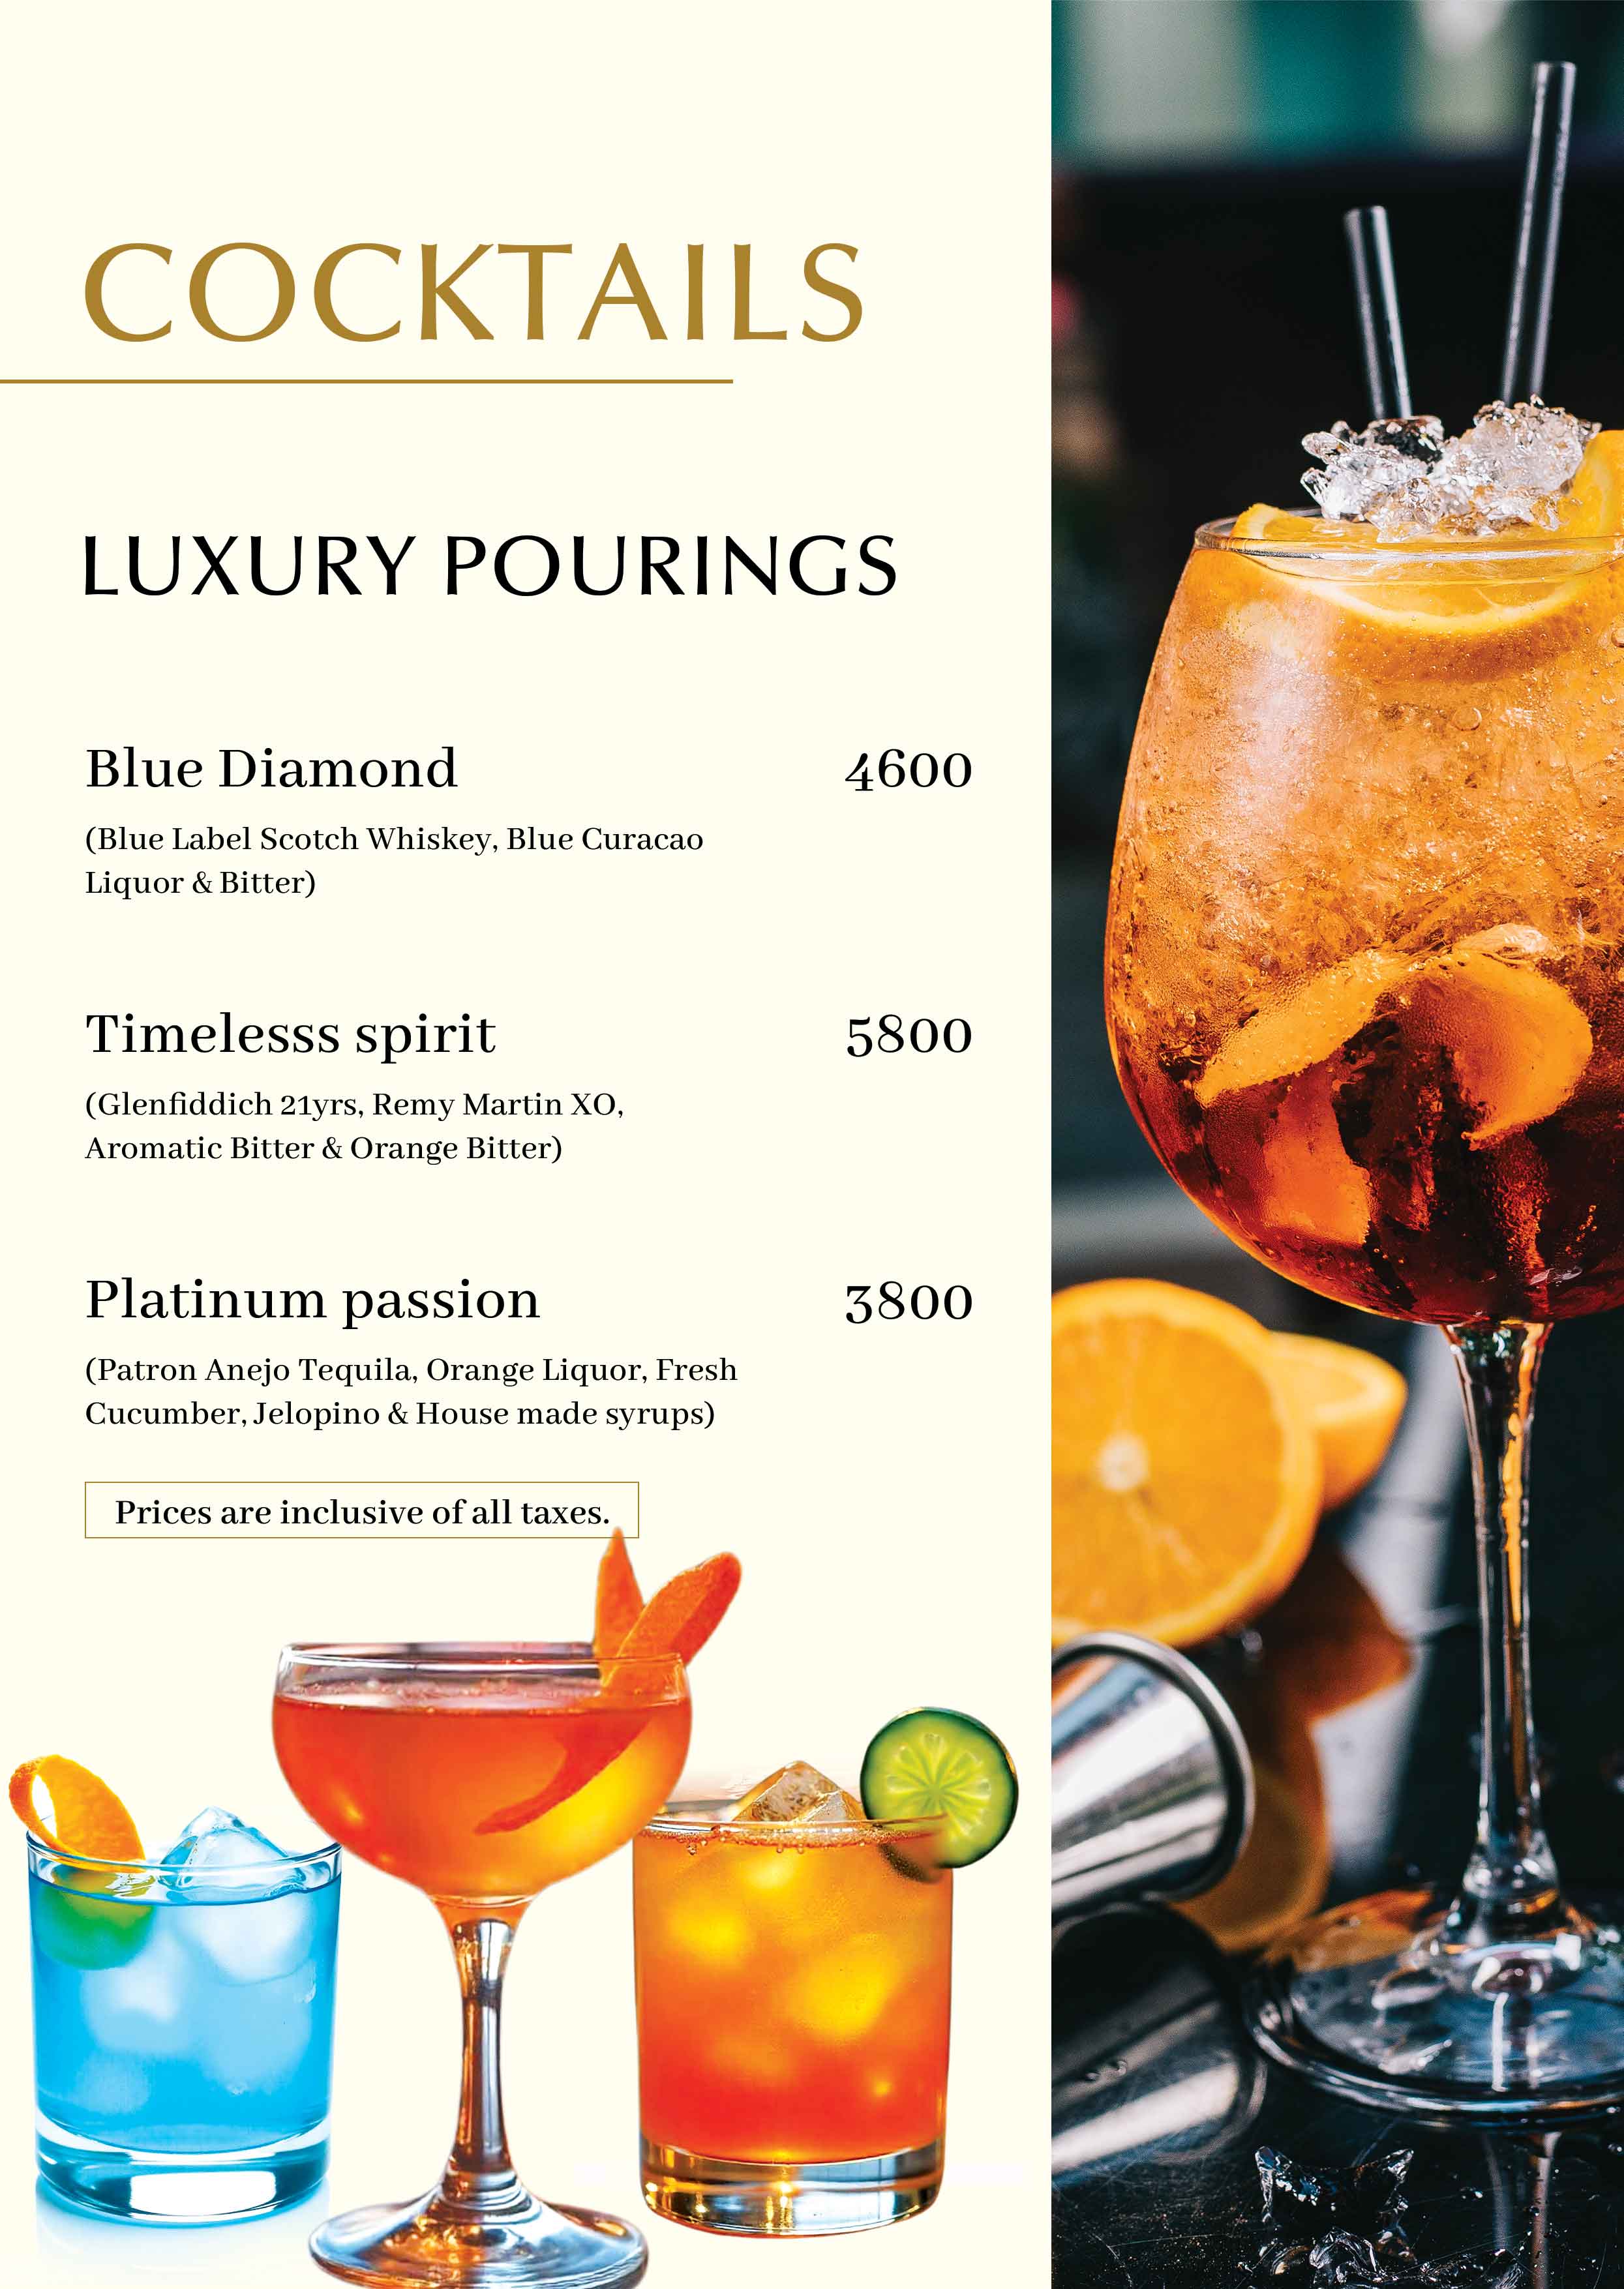 COCKTAILS
LUXURY POURINGS
Blue Diamond 4600
(Blue Label Scotch Whiskey, Blue Curacao
Liquor & Bitter)
Timelesss spirit 5800
(Glenfiddich 21yrs, Remy Martin XO,
Aromatic Bitter & Orange Bitter)
Platinum passion 3800
(Patron Anejo Tequila, Orange Liquor, Fresh
Cucumber, Jelopino & House made syrups)
Prices are inclusive of all taxes.